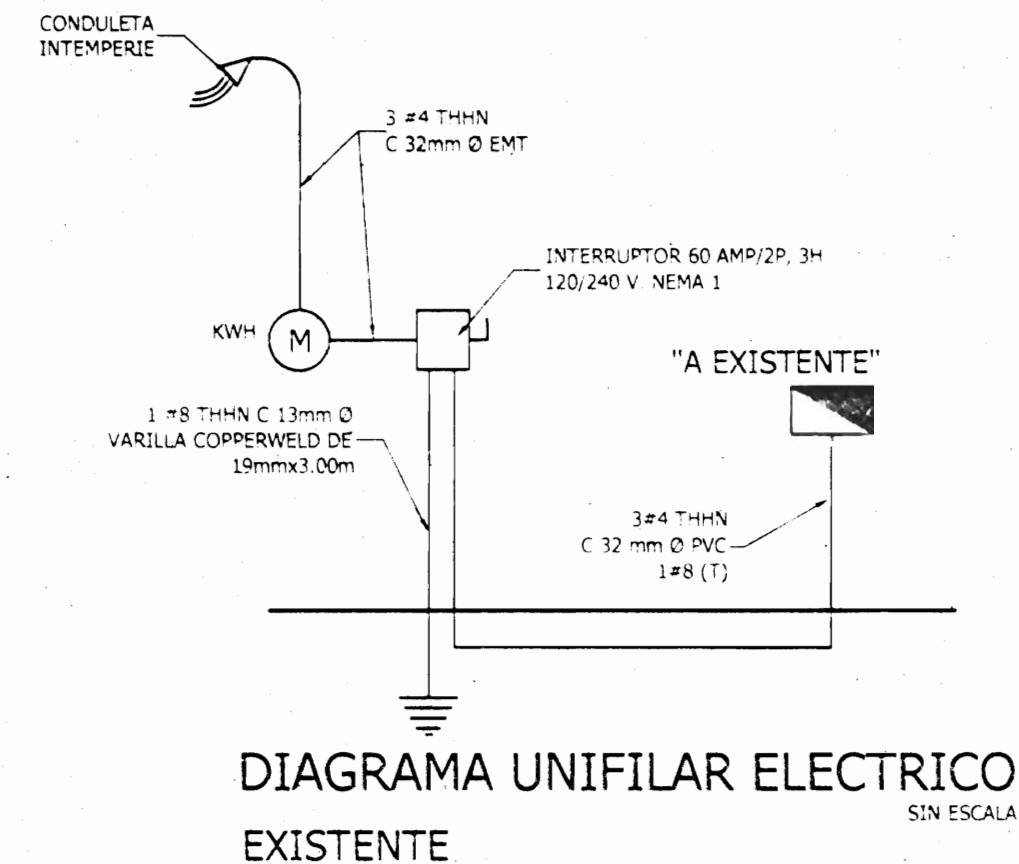 CONDULETA
INTEMPERIE
3 #4 THHN
C 32mm Ø EMT
INTERRUPTOR 60 AMP/2P, 3H
120/240 V. NEMA 1
KWH
M
"A EXISTENTE"
1 #8 THHN C 13mm Ø
VARILLA COPPERWELD DE
19mmx3.00m
3#4 THHN
C 32 mm Ø PVC
1#8 (T)
DIAGRAMA UNIFILAR ELECTRICO
SIN ESCALA
EXISTENTE